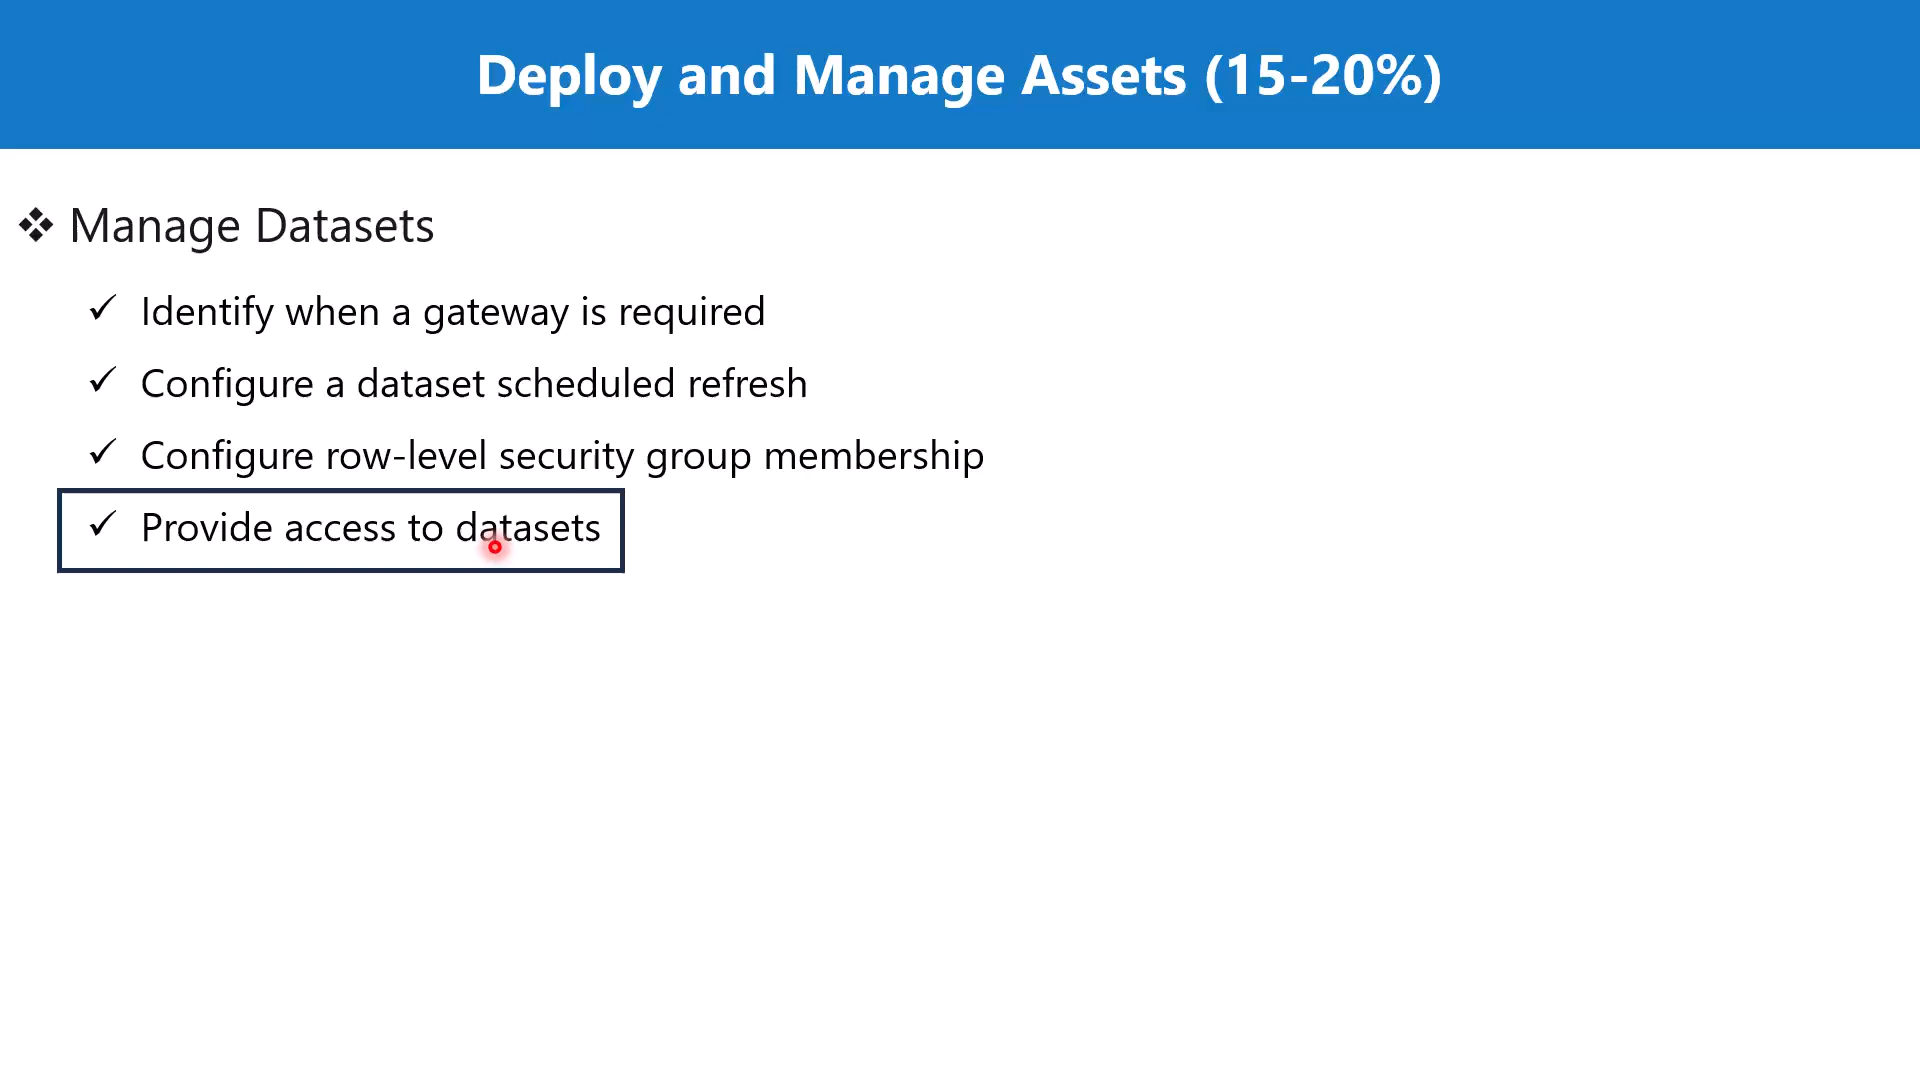 Deploy and Manage Assets (15-20%)
❖ Manage Datasets
✓ Identify when a gateway is required
✓ Configure a dataset scheduled refresh
✓ Configure row-level security group membership
✓ Provide access to datasets